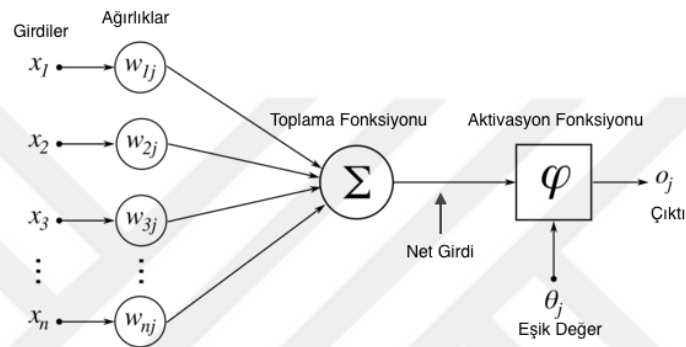 Girdiler
Ağırlıklar
x1
w1j
x2
w2j
x3
w3j
xn
wnj
Toplama Fonksiyonu
Σ
Net Girdi
Aktivasyon Fonksiyonu
φ
oj
Çıktı
θj
Eşik Değer